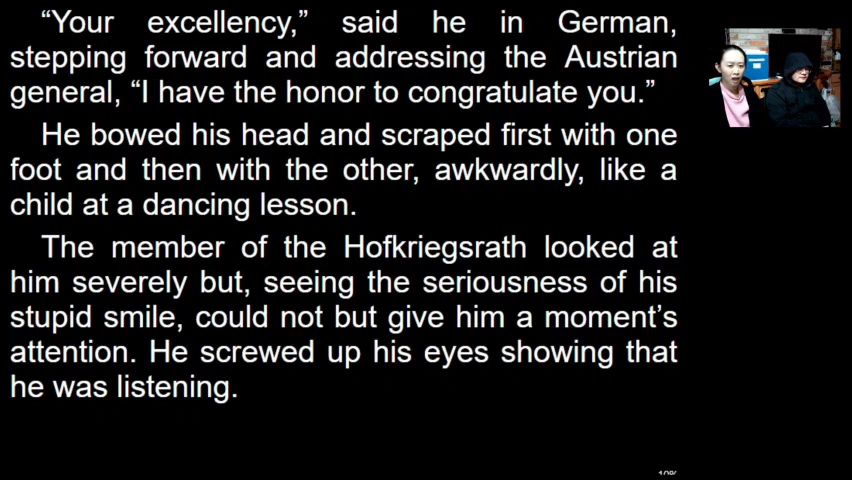 “Your excellency,” said he in German,
stepping forward and addressing the Austrian
general, “I have the honor to congratulate you.”
He bowed his head and scraped first with one
foot and then with the other, awkwardly, like a
child at a dancing lesson.
The member of the Hofkriegsrath looked at
him severely but, seeing the seriousness of his
stupid smile, could not but give him a moment’s
attention. He screwed up his eyes showing that
he was listening.
10%